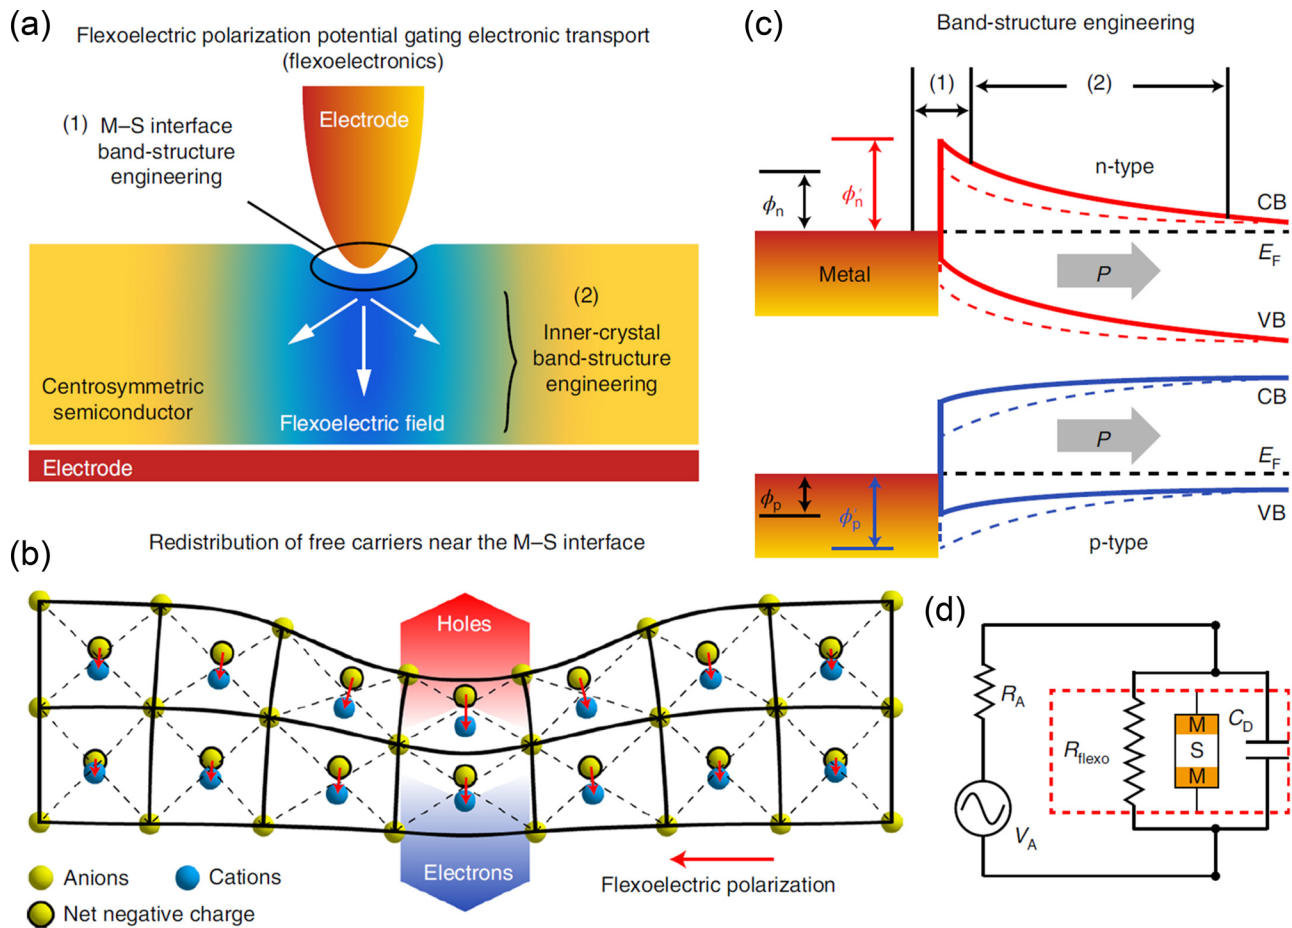 (a)
Flexoelectric polarization potential gating electronic transport
(flexoelectronics)
(1) M–S interface
band-structure
engineering
Electrode
(2)
Inner-crystal
band-structure
engineering
Centrosymmetric
semiconductor
Flexoelectric field
Electrode
(b)
Redistribution of free carriers near the M–S interface
Holes
Electrons
Anions
Cations
Net negative charge
Flexoelectric polarization
(c)
Band-structure engineering
(1)
(2)
n-type
ϕn
ϕ′n
CB
EF
Metal
P
VB
CB
P
EF
ϕp
ϕ′p
VB
p-type
(d)
RA
CD
M
S
M
Rflexo
VA